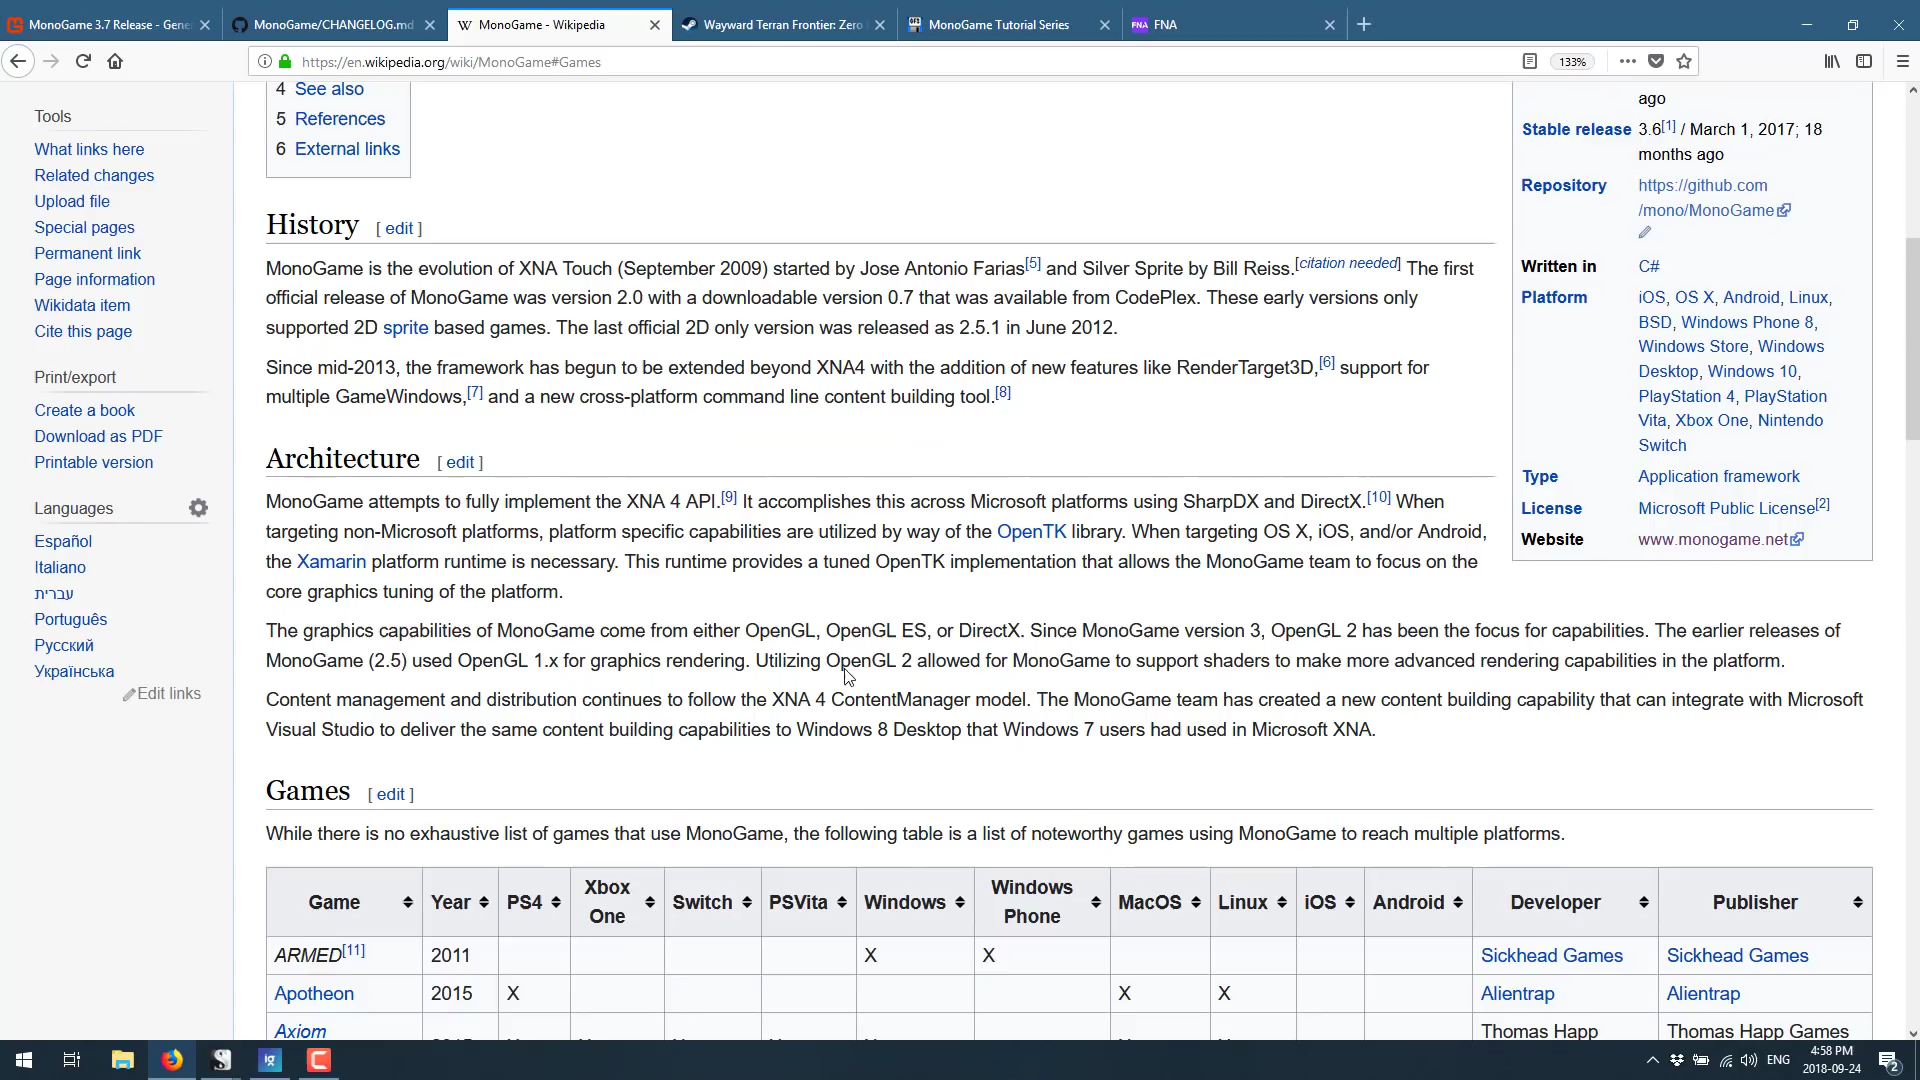 MonoGame 3.7 Release - Gene
MonoGame/CHANGELOG.md
MonoGame - Wikipedia
Wayward Terran Frontier: Zero
MonoGame Tutorial Series
FNA
https://en.wikipedia.org/wiki/MonoGame#Games
133%
Tools
What links here
Related changes
Upload file
Special pages
Permanent link
Page information
Wikidata item
Cite this page
Print/export
Create a book
Download as PDF
Printable version
Languages
Español
Italiano
עברית
Português
Русский
Українська
Edit links
4 See also
5 References
6 External links
History [ edit ]
MonoGame is the evolution of XNA Touch (September 2009) started by Jose Antonio Farias[5] and Silver Sprite by Bill Reiss.[citation needed] The first
official release of MonoGame was version 2.0 with a downloadable version 0.7 that was available from CodePlex. These early versions only
supported 2D sprite based games. The last official 2D only version was released as 2.5.1 in June 2012.
Since mid-2013, the framework has begun to be extended beyond XNA4 with the addition of new features like RenderTarget3D,[6] support for
multiple GameWindows,[7] and a new cross-platform command line content building tool.[8]
Architecture [ edit ]
MonoGame attempts to fully implement the XNA 4 API.[9] It accomplishes this across Microsoft platforms using SharpDX and DirectX.[10] When
targeting non-Microsoft platforms, platform specific capabilities are utilized by way of the OpenTK library. When targeting OS X, iOS, and/or Android,
the Xamarin platform runtime is necessary. This runtime provides a tuned OpenTK implementation that allows the MonoGame team to focus on the
core graphics tuning of the platform.
The graphics capabilities of MonoGame come from either OpenGL, OpenGL ES, or DirectX. Since MonoGame version 3, OpenGL 2 has been the focus for capabilities. The earlier releases of
MonoGame (2.5) used OpenGL 1.x for graphics rendering. Utilizing OpenGL 2 allowed for MonoGame to support shaders to make more advanced rendering capabilities in the platform.
Content management and distribution continues to follow the XNA 4 ContentManager model. The MonoGame team has created a new content building capability that can integrate with Microsoft
Visual Studio to deliver the same content building capabilities to Windows 8 Desktop that Windows 7 users had used in Microsoft XNA.
ago
Stable release 3.6[1] / March 1, 2017; 18
months ago
Repository https://github.com
/mono/MonoGame
Written in C#
Platform iOS, OS X, Android, Linux,
BSD, Windows Phone 8,
Windows Store, Windows
Desktop, Windows 10,
PlayStation 4, PlayStation
Vita, Xbox One, Nintendo
Switch
Type Application framework
License Microsoft Public License[2]
Website www.monogame.net
Games [ edit ]
While there is no exhaustive list of games that use MonoGame, the following table is a list of noteworthy games using MonoGame to reach multiple platforms.
Game Year PS4 Xbox One Switch PSVita Windows Windows Phone MacOS Linux iOS Android Developer Publisher
ARMED[11] 2011 X X Sickhead Games Sickhead Games
Apotheon 2015 X X X Alientrap Alientrap
Axiom Thomas Happ Thomas Happ Games
ig
ENG
4:58 PM
2018-09-24
2